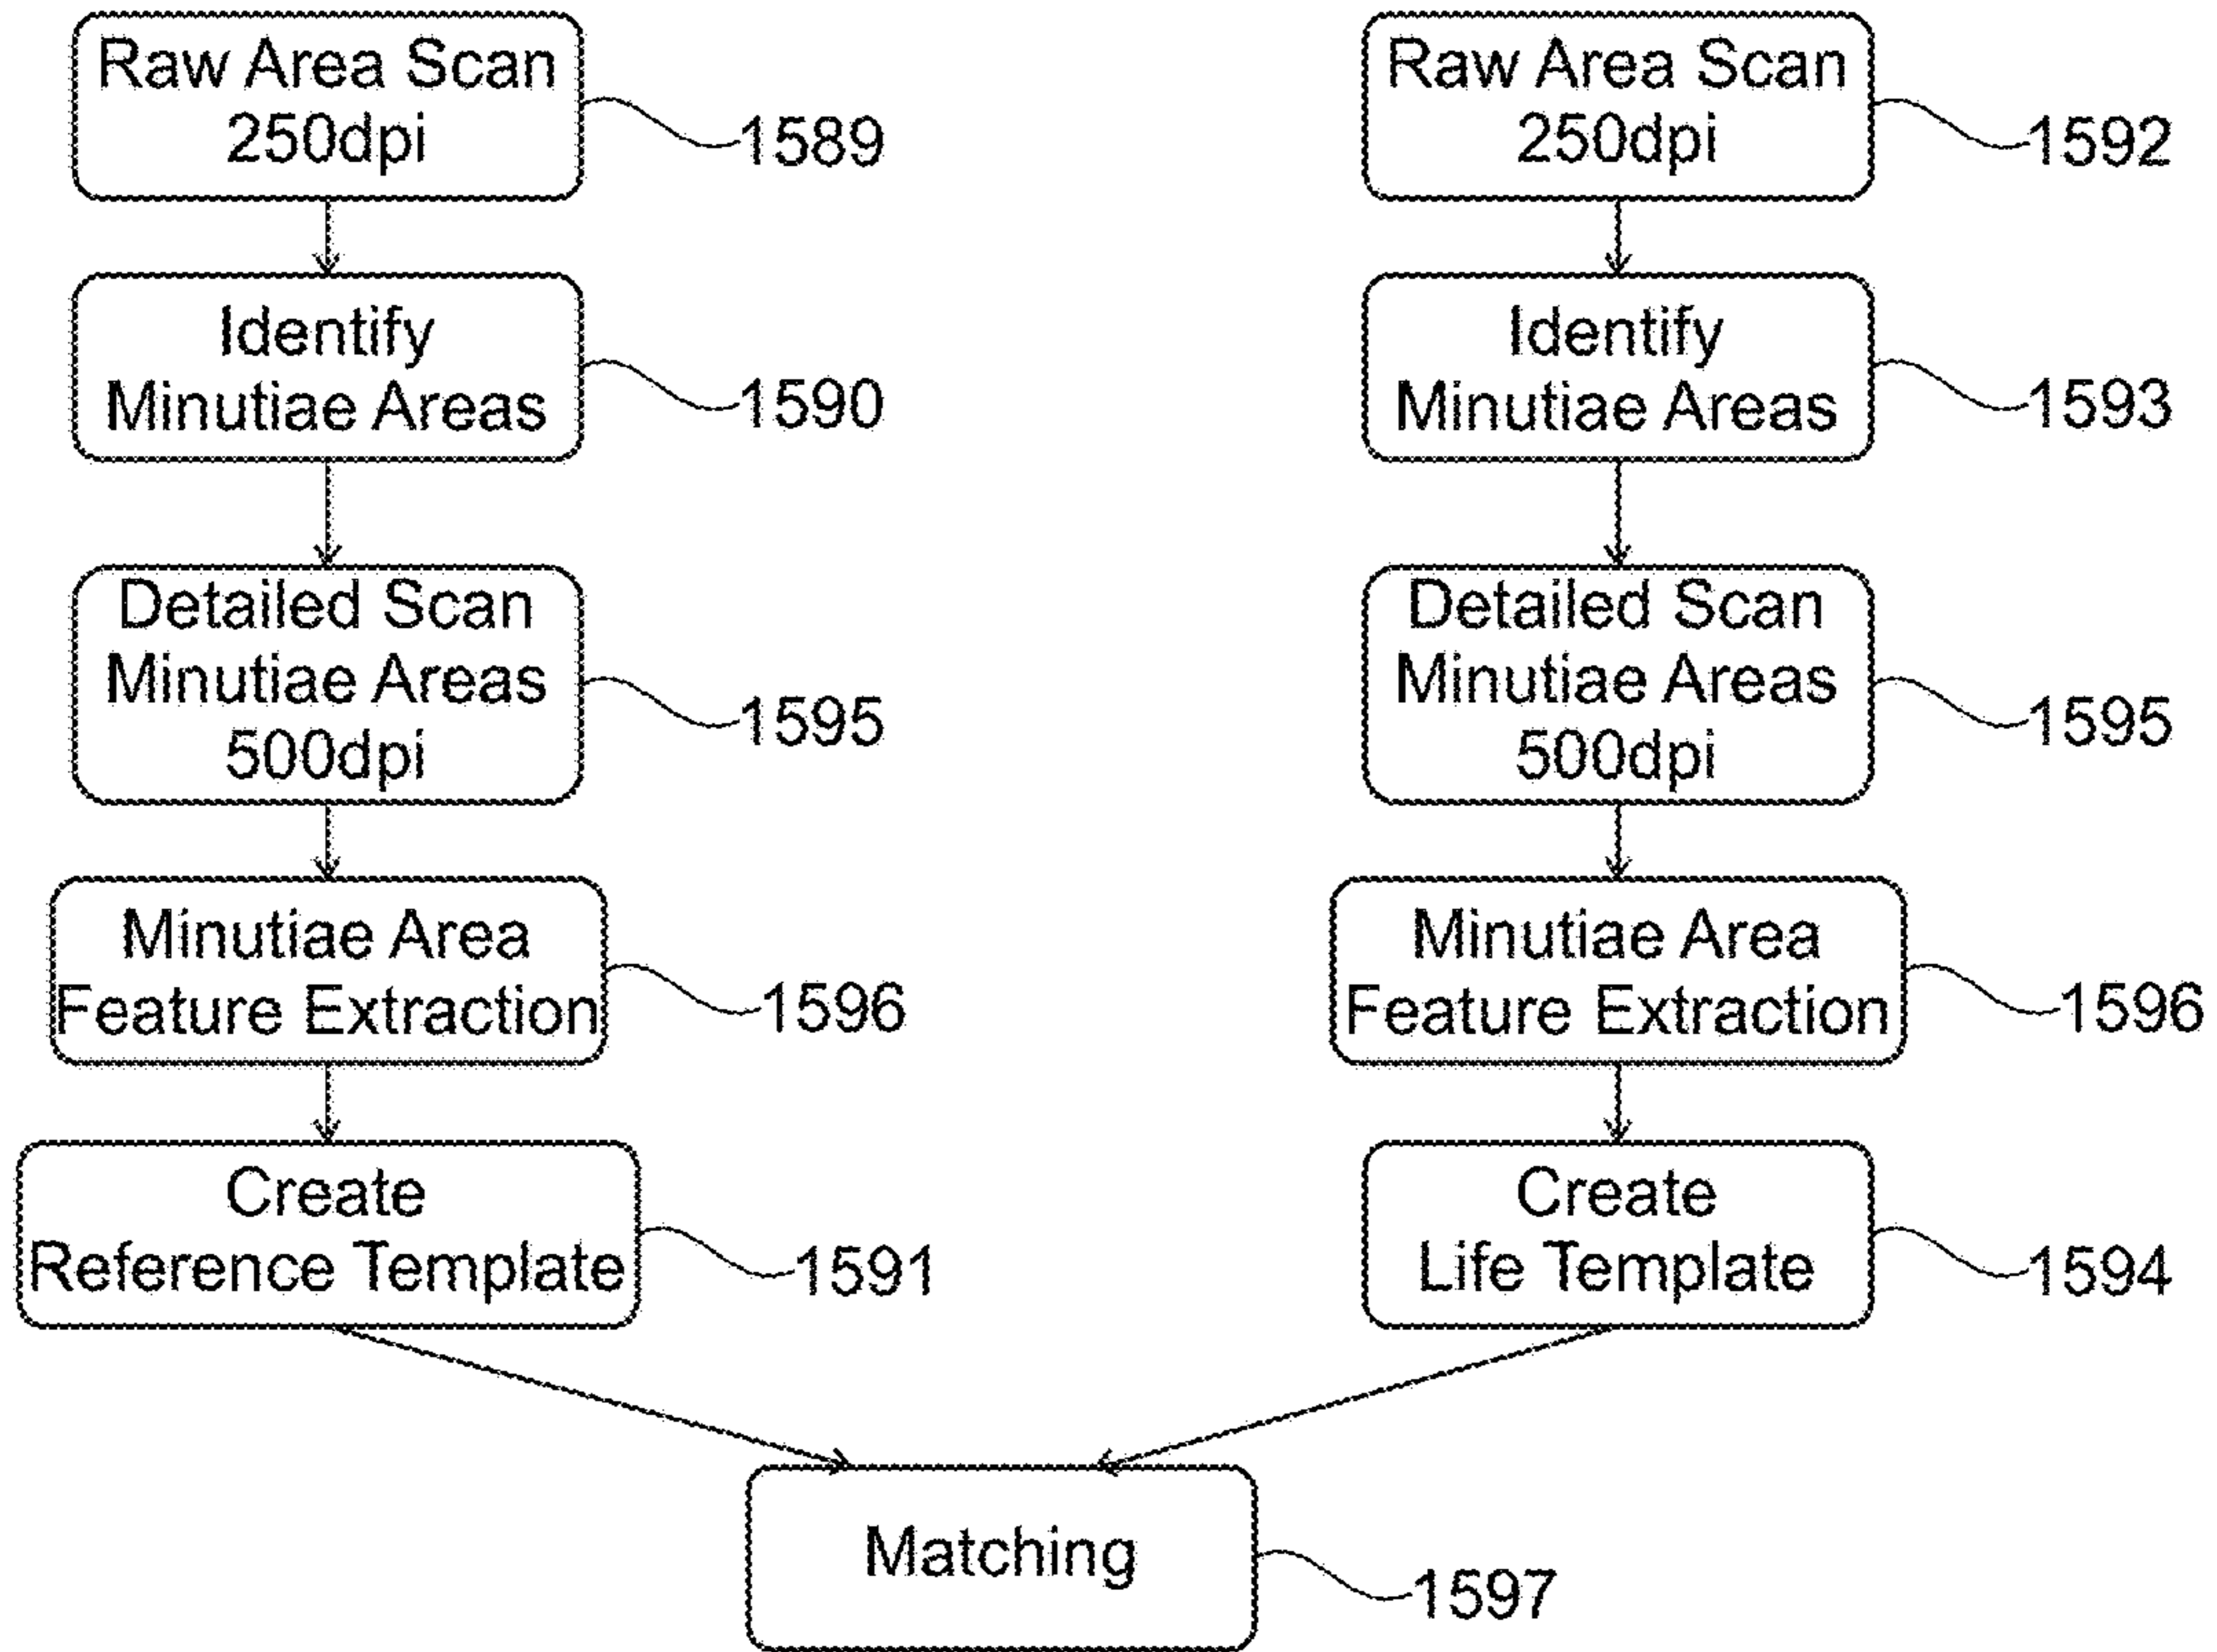 Raw Area Scan
250dpi
1589
Identify
Minutiae Areas
1590
Detailed Scan
Minutiae Areas
500dpi
1595
Minutiae Area
Feature Extraction
1596
Create
Reference Template
1591
Raw Area Scan
250dpi
1592
Identify
Minutiae Areas
1593
Detailed Scan
Minutiae Areas
500dpi
1595
Minutiae Area
Feature Extraction
1596
Create
Life Template
1594
Matching
1597